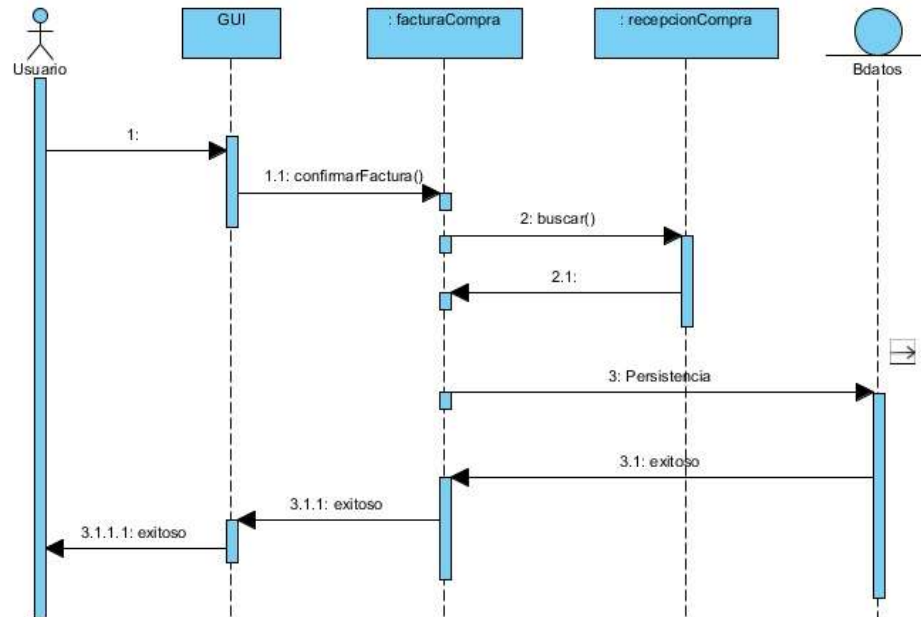 GUI
: facturaCompra
: recepcionCompra
Usuario
Bdatos
1:
1.1: confirmarFactura()
2: buscar()
2.1:
3: Persistencia
3.1: exitoso
3.1.1: exitoso
3.1.1.1: exitoso